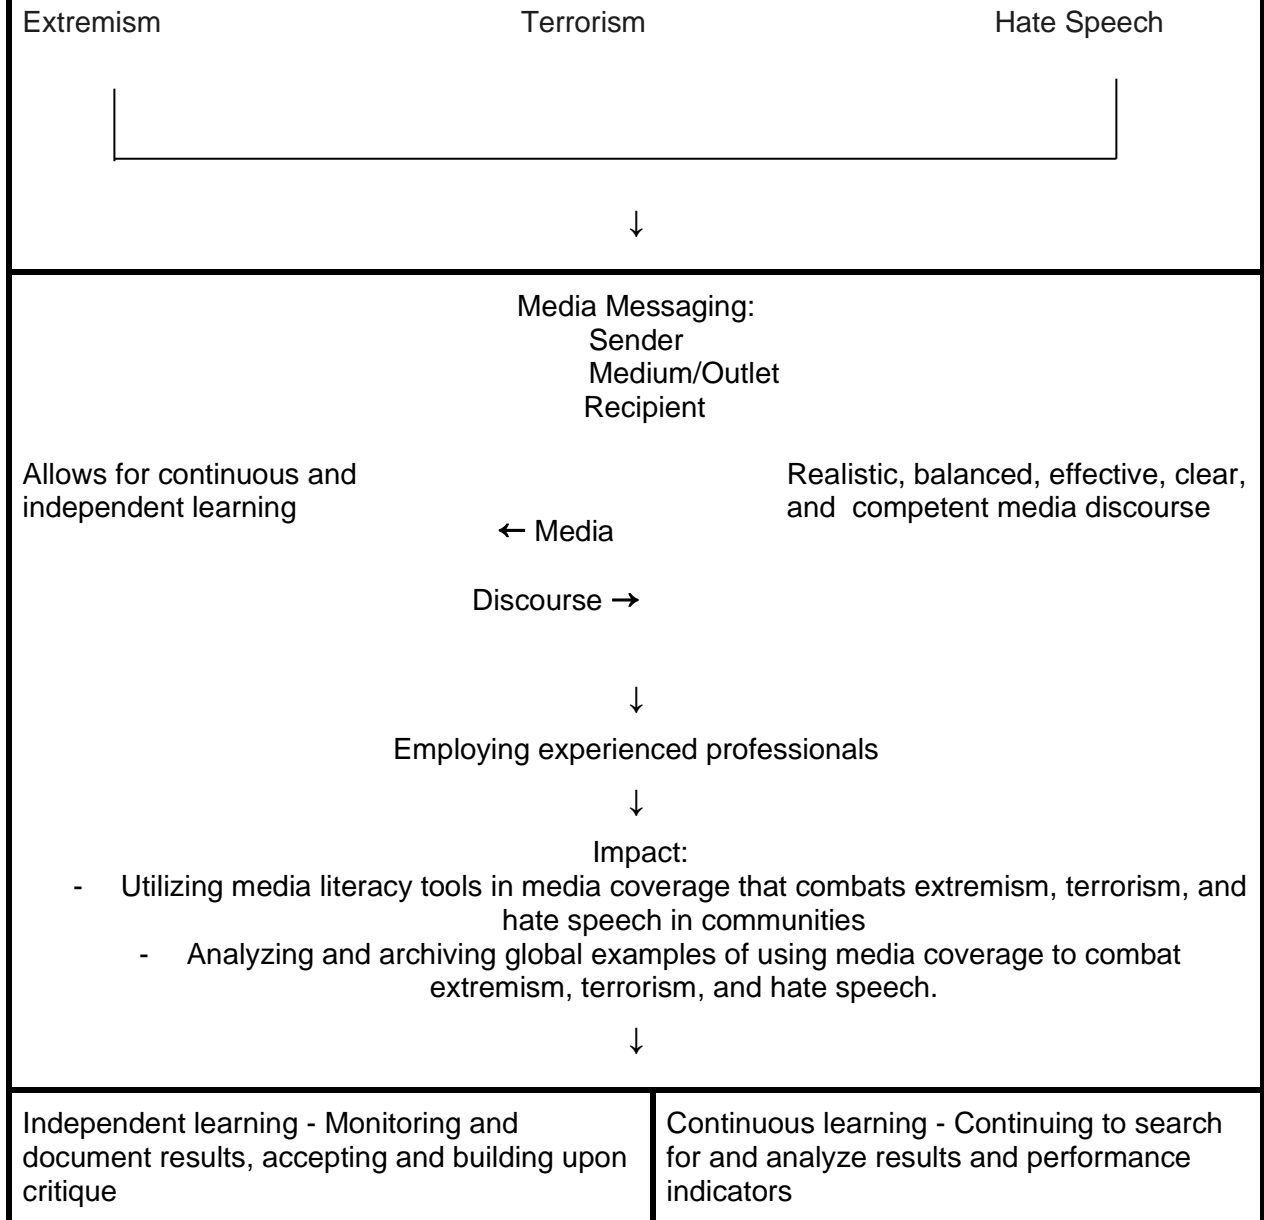 Extremism Terrorism Hate Speech
↓
Media Messaging:
Sender
Medium/Outlet
Recipient
Allows for continuous and
independent learning
Realistic, balanced, effective, clear,
and competent media discourse
← Media
Discourse →
↓
Employing experienced professionals
↓
Impact:
- Utilizing media literacy tools in media coverage that combats extremism, terrorism, and
hate speech in communities
- Analyzing and archiving global examples of using media coverage to combat
extremism, terrorism, and hate speech.
↓
Independent learning - Monitoring and
document results, accepting and building upon
critique
Continuous learning - Continuing to search
for and analyze results and performance
indicators